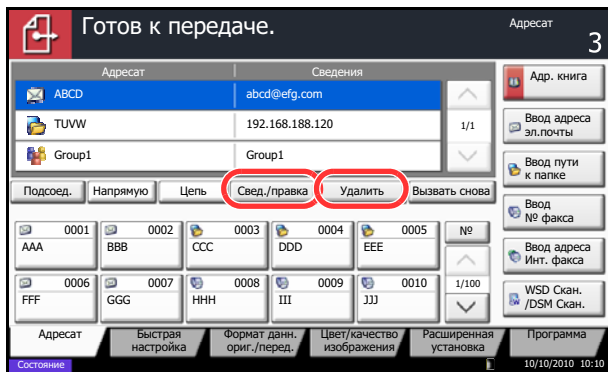 Готов к передаче.
Адресат
3
Адресат Сведения
ABCD abcd@efg.com
TUVW 192.168.188.120
1/1
Group1 Group1
Адр. книга
Ввод адреса
эл.почты
Ввод пути
к папке
Ввод
№ факса
Ввод адреса
Инт. факса
WSD Скан.
/DSM Скан.
Подсоед. Напрямую Цепь Свед./правка Удалить Вызвать снова
0001 0002 0003 0004 0005 №
AAA BBB CCC DDD EEE
0006 0007 0008 0009 0010 1/100
FFF GGG HHH III JJJ
Адресат
Быстрая
настройка
Формат данн.
ориг./перед.
Цвет/качество
изображения
Расширенная
установка
Программа
Состояние 10/10/2010 10:10